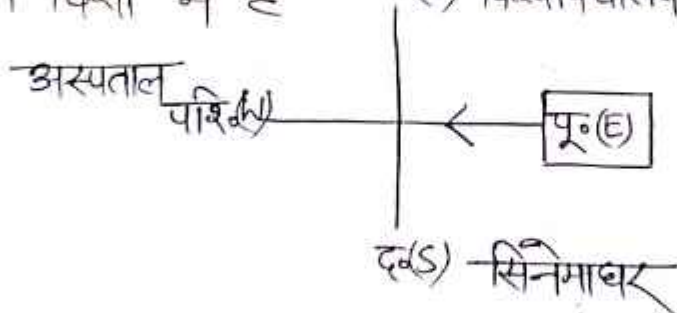 दिशा में है
अस्पताल
पश्चि.(W)
पू॰(E)
द॰(S) सिनेमाघर